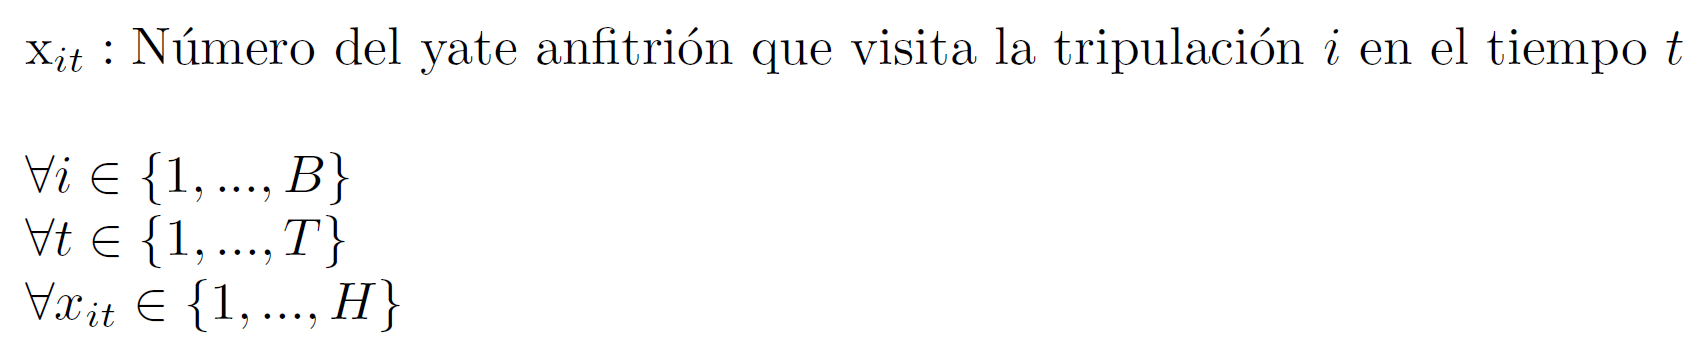 x_{it} : Número del yate anfitrión que visita la tripulación i en el tiempo t
∀i ∈ {1, ..., B}
∀t ∈ {1, ..., T}
∀x_{it} ∈ {1, ..., H}